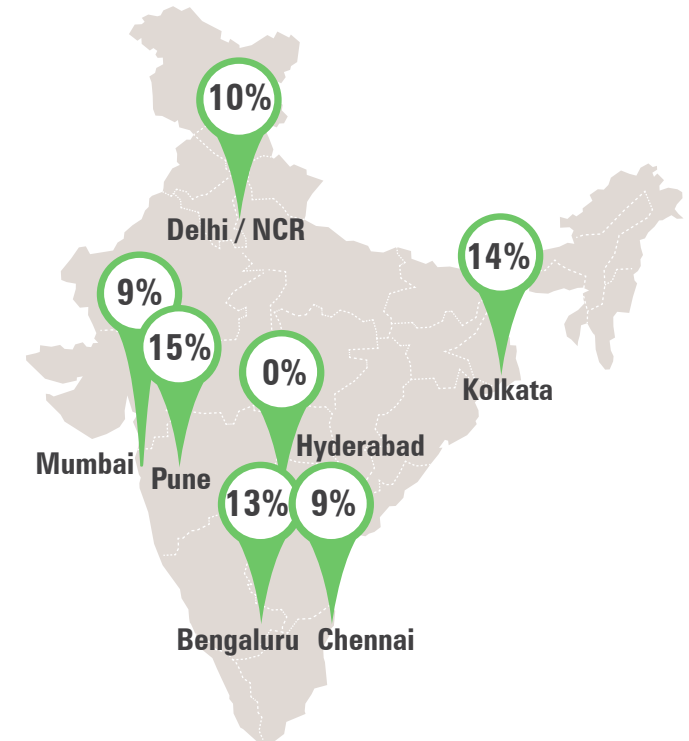 10%
Delhi / NCR
14%
Kolkata
9%
Mumbai
15%
Pune
0%
Hyderabad
13%
Bengaluru
9%
Chennai